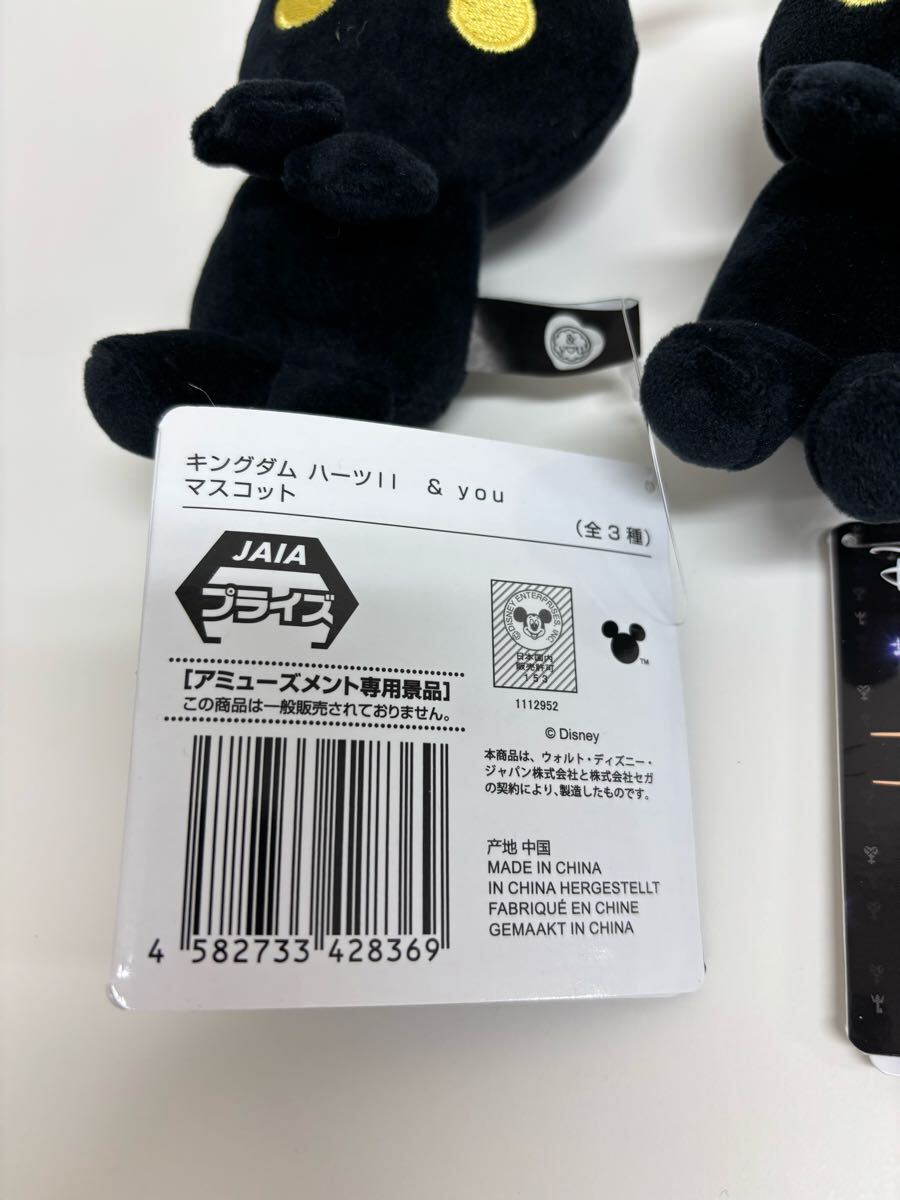 キングダム ハーツII & you
マスコット
(全3種)
JAIA
プライズ
[アミューズメント専用景品]
この商品は一般販売されておりません。
© DISNEY ENTERPRISES, INC.
日本国内
販売許可
153
1112952
TM
© Disney
本商品は、ウォルト・ディズニー・
ジャパン株式会社と株式会社セガ
の契約により、製造したものです。
产地 中国
MADE IN CHINA
IN CHINA HERGESTELLT
FABRIQUÉ EN CHINE
GEMAAKT IN CHINA
4 582733 428369
&